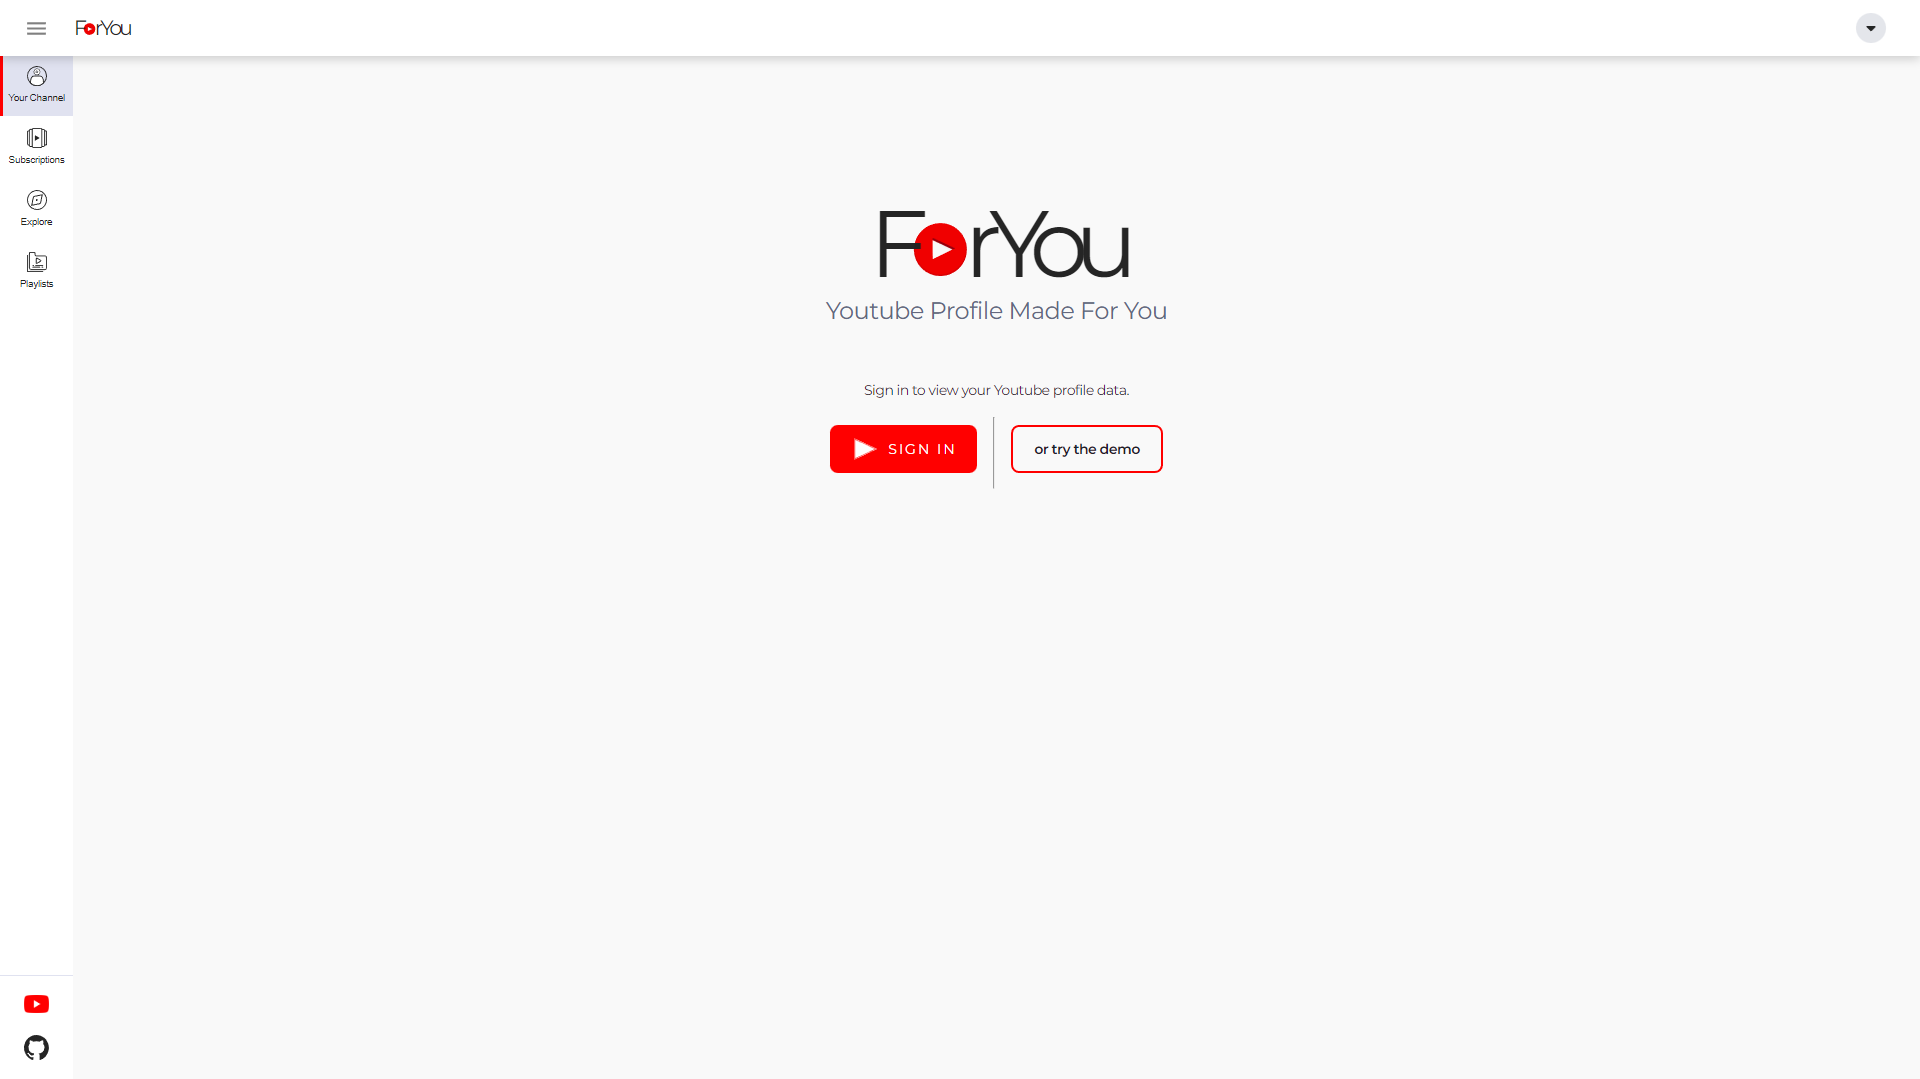 ForYou
Your Channel
Subscriptions
Explore
Playlists
ForYou
Youtube Profile Made For You
Sign in to view your Youtube profile data.
SIGN IN
or try the demo